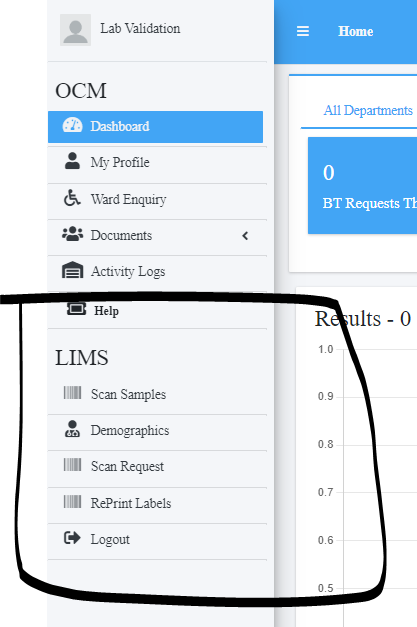 Lab Validation
Home
OCM
Dashboard
My Profile
Ward Enquiry
Documents
Activity Logs
Help
LIMS
Scan Samples
Demographics
Scan Request
RePrint Labels
Logout
All Departments
0
BT Requests Th
Results - 0
1.0
0.9
0.8
0.7
0.6
0.5